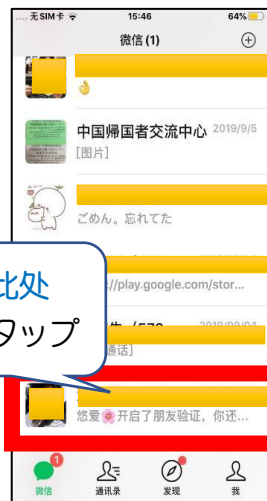 无SIM卡 15:46 64%
微信(1)
👌
中国帰国者交流中心 2019/9/5
[图片]
ごめん。忘れてた
此处
://play.google.com/stor...
タップ
通话]
悠爱🌸开启了朋友验证，你还...
1
微信 通讯录 发现 我